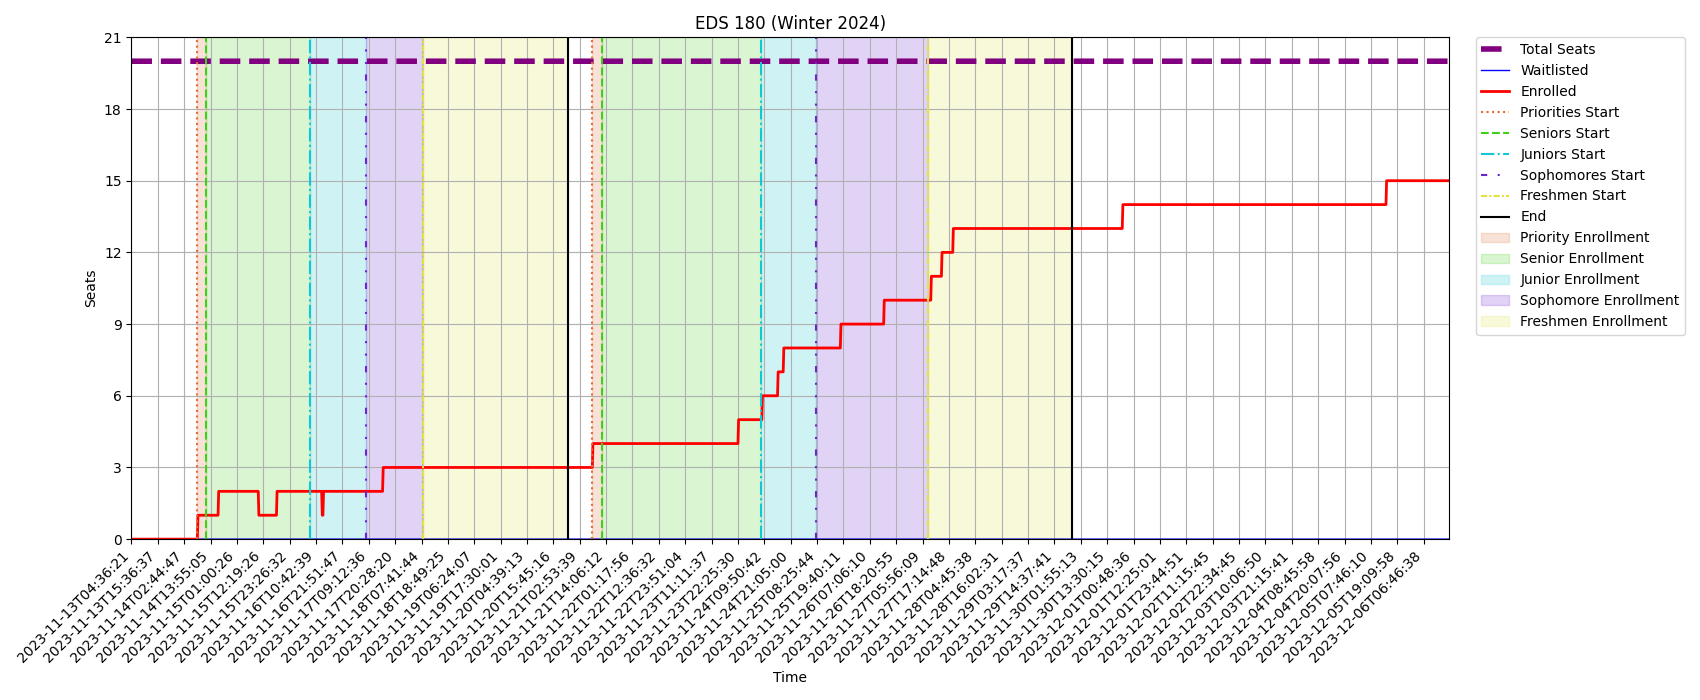 EDS 180 (Winter 2024)
21
18
15
12
9
6
3
0
Seats
2023-11-13T04:36:21
2023-11-13T15:36:37
2023-11-14T02:44:47
2023-11-14T13:55:05
2023-11-15T01:00:26
2023-11-15T12:19:26
2023-11-15T23:26:32
2023-11-16T10:42:39
2023-11-16T21:51:47
2023-11-17T09:12:36
2023-11-17T20:28:20
2023-11-18T07:41:44
2023-11-18T18:49:25
2023-11-19T06:24:07
2023-11-19T17:30:01
2023-11-20T04:39:13
2023-11-20T15:45:16
2023-11-21T02:53:39
2023-11-21T14:06:12
2023-11-22T01:17:56
2023-11-22T12:36:32
2023-11-22T23:51:04
2023-11-23T11:11:37
2023-11-23T22:25:30
2023-11-24T09:50:42
2023-11-24T21:05:00
2023-11-25T08:25:44
2023-11-25T19:40:11
2023-11-26T07:06:10
2023-11-26T18:20:55
2023-11-27T05:56:09
2023-11-27T17:14:48
2023-11-28T04:45:38
2023-11-28T16:02:31
2023-11-29T03:17:37
2023-11-29T14:37:41
2023-11-30T01:55:13
2023-11-30T13:30:15
2023-12-01T00:48:36
2023-12-01T12:25:01
2023-12-01T23:44:51
2023-12-02T11:15:45
2023-12-02T22:34:45
2023-12-03T10:06:50
2023-12-03T21:15:41
2023-12-04T08:45:58
2023-12-04T20:07:56
2023-12-05T07:46:10
2023-12-05T19:09:58
2023-12-06T06:46:38
Time
Total Seats
Waitlisted
Enrolled
Priorities Start
Seniors Start
Juniors Start
Sophomores Start
Freshmen Start
End
Priority Enrollment
Senior Enrollment
Junior Enrollment
Sophomore Enrollment
Freshmen Enrollment